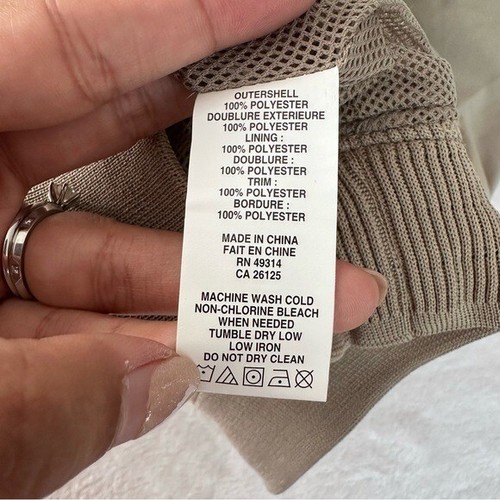 OUTERSHELL
100% POLYESTER
DOUBLURE EXTERIEURE
100% POLYESTER
LINING :
100% POLYESTER
DOUBLURE :
100% POLYESTER
TRIM :
100% POLYESTER
BORDURE :
100% POLYESTER
MADE IN CHINA
FAIT EN CHINE
RN 49314
CA 26125
MACHINE WASH COLD
NON-CHLORINE BLEACH
WHEN NEEDED
TUMBLE DRY LOW
LOW IRON
DO NOT DRY CLEAN